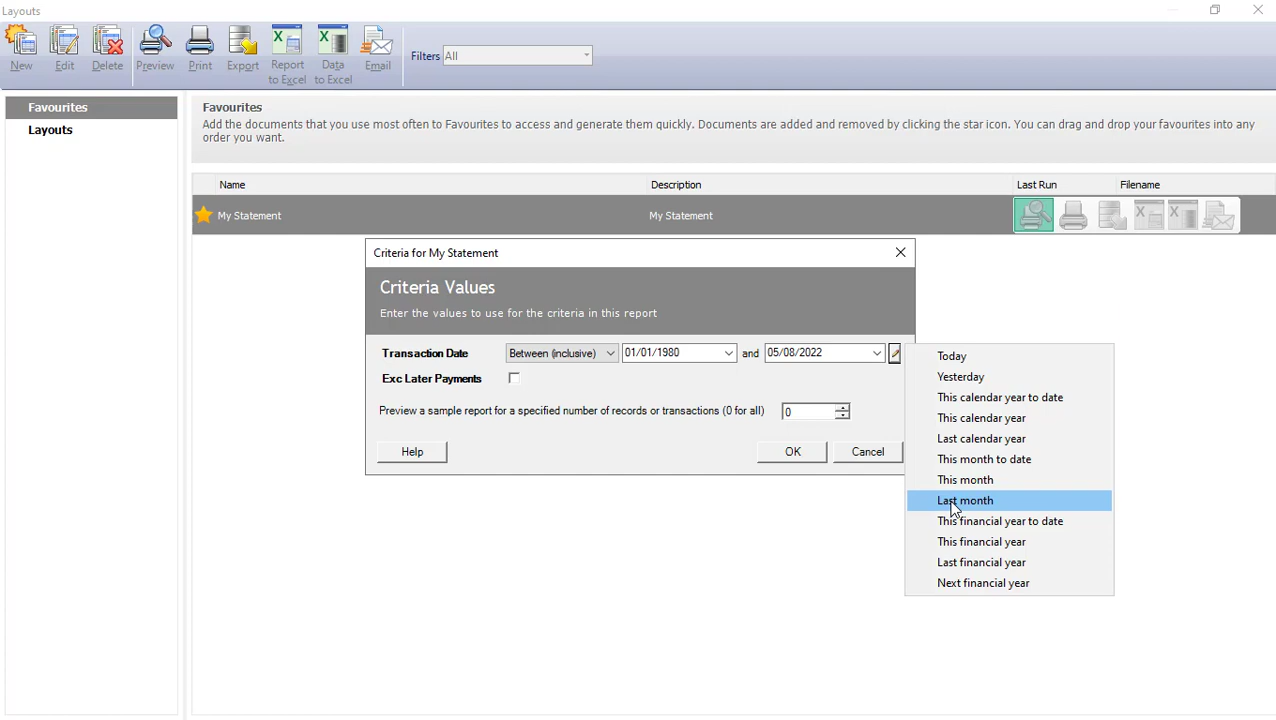 Layouts
New
Edit
Delete
Preview
Print
Export
Report
to Excel
Data
to Excel
Email
Filters
All
Favourites
Layouts
Favourites
Add the documents that you use most often to Favourites to access and generate them quickly. Documents are added and removed by clicking the star icon. You can drag and drop your favourites into any
order you want.
Name
Description
Last Run
Filename
My Statement
My Statement
Criteria for My Statement
Criteria Values
Enter the values to use for the criteria in this report
Transaction Date
Between (inclusive)
01/01/1980
and
05/08/2022
Exc Later Payments
Preview a sample report for a specified number of records or transactions (0 for all)
0
Help
OK
Cancel
Today
Yesterday
This calendar year to date
This calendar year
Last calendar year
This month to date
This month
Last month
This financial year to date
This financial year
Last financial year
Next financial year